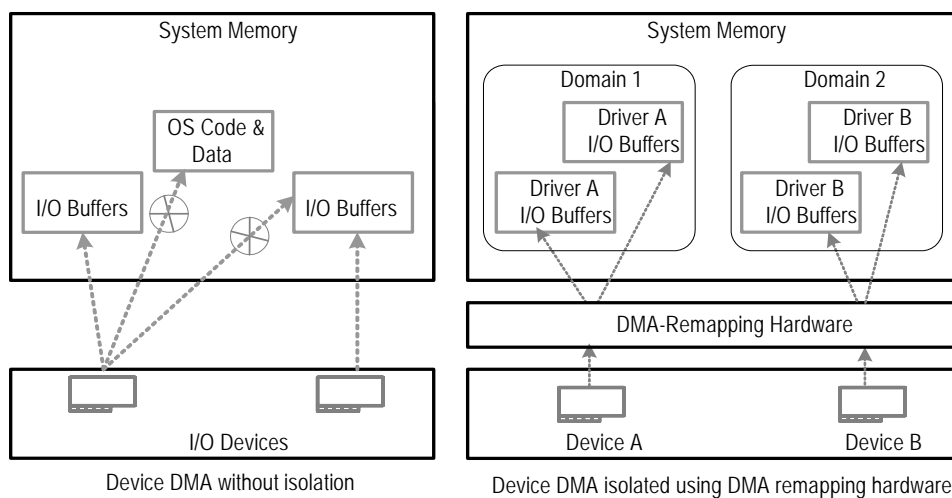 System Memory
OS Code &
Data
I/O Buffers
I/O Buffers
I/O Devices
Device DMA without isolation
System Memory
Domain 1
Driver A
I/O Buffers
Driver A
I/O Buffers
Domain 2
Driver B
I/O Buffers
Driver B
I/O Buffers
DMA-Remapping Hardware
Device A
Device B
Device DMA isolated using DMA remapping hardware